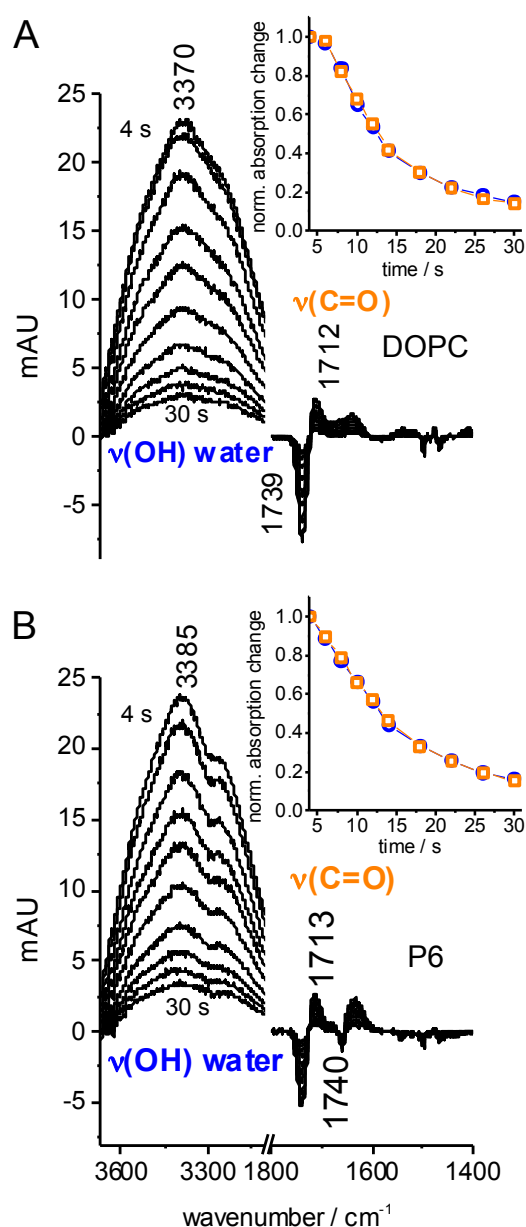 A
25
20
15
10
5
0
-5
mAU
4 s
3370
30 s
ν(OH) water
1739
1712
ν(C=O)
DOPC
1.0
0.8
0.6
0.4
0.2
0.0
norm. absorption change
5 10 15 20 25 30
time / s
B
25
20
15
10
5
0
-5
mAU
4 s
3385
30 s
ν(OH) water
1740
1713
ν(C=O)
P6
1.0
0.8
0.6
0.4
0.2
0.0
norm. absorption change
5 10 15 20 25 30
time / s
3600 3300 1800 1600 1400
wavenumber / cm⁻¹